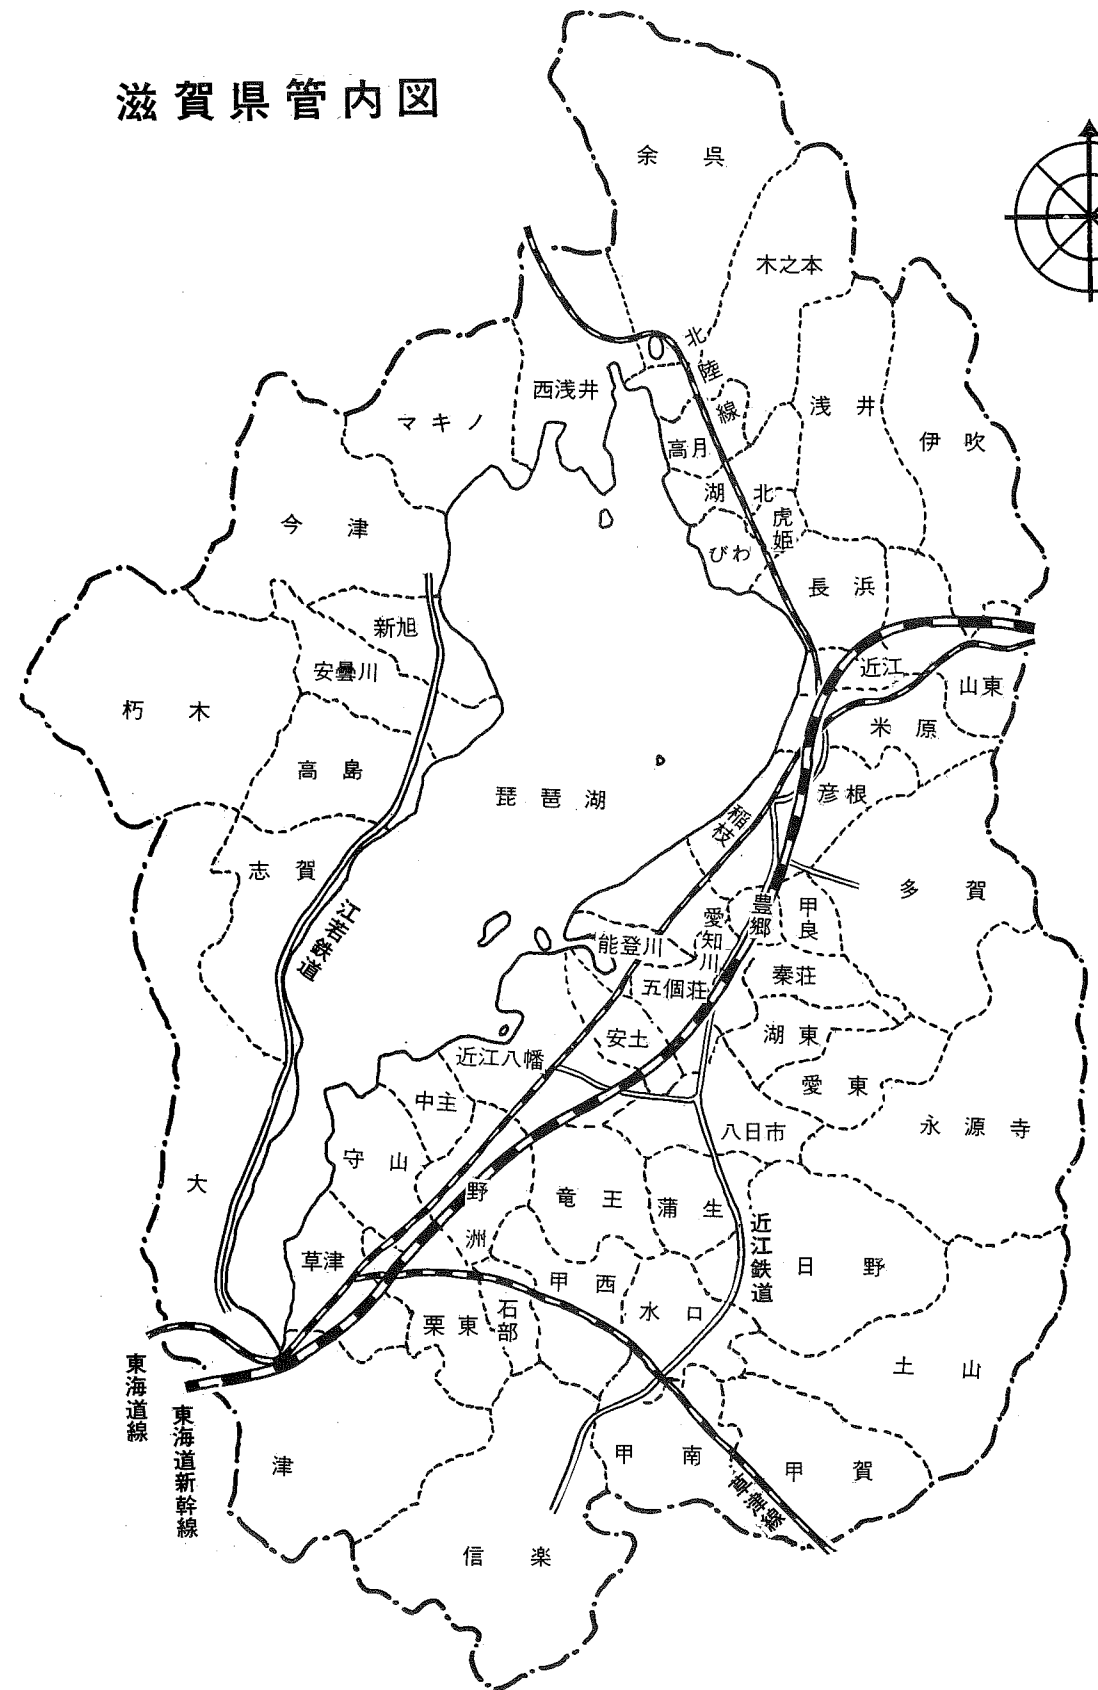 滋賀県管内図
余呉
木之本
北陸線
西浅井
浅井
マキノ
伊吹
高月
湖北
今津
虎姫
びわ
長浜
新旭
近江
安曇川
山東
朽木
米原
高島
彦根
琵琶湖
稲枝
志賀
多賀
江若鉄道
愛知川
豊郷
甲良
能登川
秦荘
五個荘
安土
湖東
近江八幡
愛東
中主
八日市
永源寺
守山
大津
野洲
竜王
蒲生
近江鉄道
草津
日野
甲西
水口
石部
栗東
土山
東海道線
東海道新幹線
甲南
甲賀
草津線
信楽